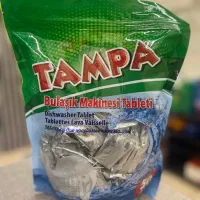 TAMPA
Bulaşık Makinesi Tableti
Dishwasher Tablet
Tablettes Lave Vaisselle